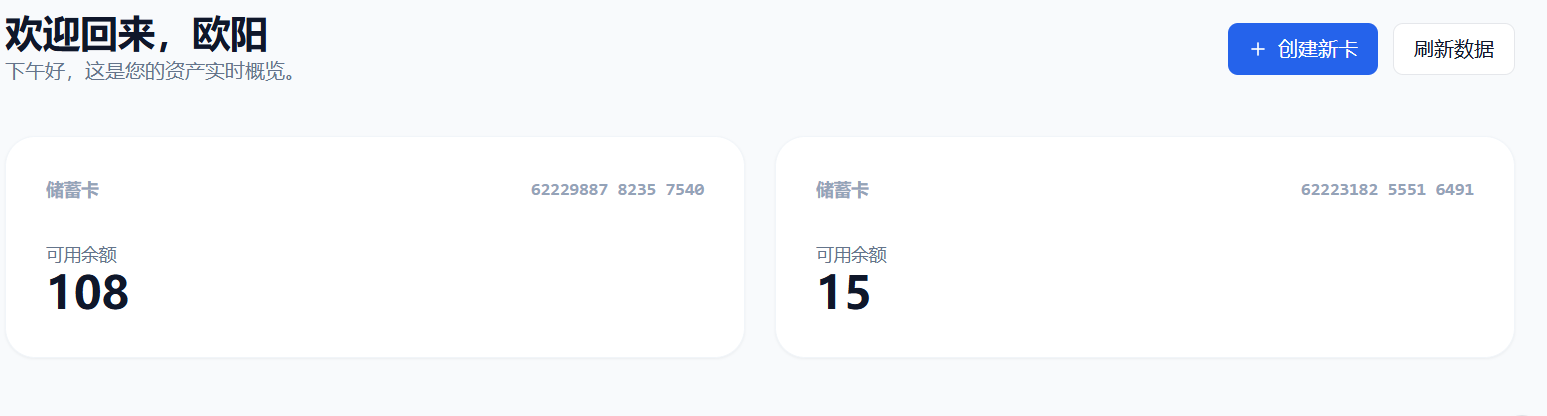 欢迎回来，欧阳
下午好，这是您的资产实时概览。
+ 创建新卡
刷新数据
储蓄卡
62229887 8235 7540
可用余额
108
储蓄卡
62223182 5551 6491
可用余额
15